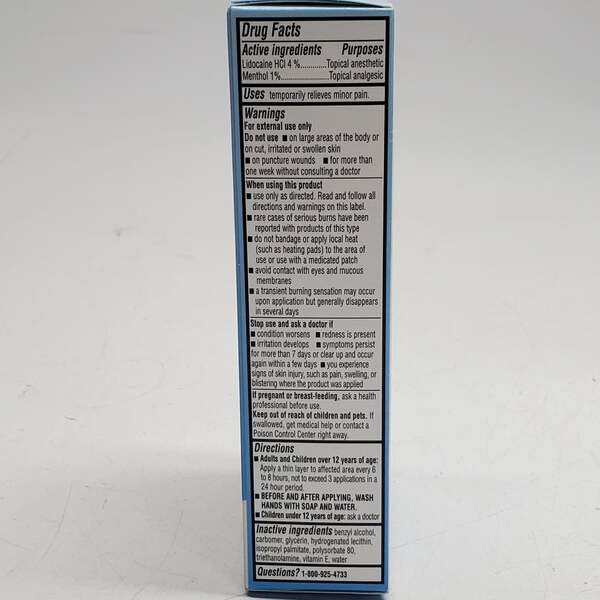 Drug Facts
Active ingredients Purposes
Lidocaine HCl 4 %.............Topical anesthetic
Menthol 1%.................Topical analgesic
Uses temporarily relieves minor pain.
Warnings
For external use only
Do not use ■ on large areas of the body or
on cut, irritated or swollen skin
■ on puncture wounds ■ for more than
one week without consulting a doctor
When using this product
■ use only as directed. Read and follow all
directions and warnings on this label.
■ rare cases of serious burns have been
reported with products of this type
■ do not bandage or apply local heat
(such as heating pads) to the area of
use or use with a medicated patch
■ avoid contact with eyes and mucous
membranes
■ a transient burning sensation may occur
upon application but generally disappears
in several days
Stop use and ask a doctor if
■ condition worsens ■ redness is present
■ irritation develops ■ symptoms persist
for more than 7 days or clear up and occur
again within a few days ■ you experience
signs of skin injury, such as pain, swelling, or
blistering where the product was applied
If pregnant or breast-feeding, ask a health
professional before use.
Keep out of reach of children and pets. If
swallowed, get medical help or contact a
Poison Control Center right away.
Directions
■ Adults and Children over 12 years of age:
Apply a thin layer to affected area every 6
to 8 hours, not to exceed 3 applications in a
24 hour period.
■ BEFORE AND AFTER APPLYING, WASH
HANDS WITH SOAP AND WATER.
■ Children under 12 years of age: ask a doctor
Inactive ingredients benzyl alcohol,
carbomer, glycerin, hydrogenated lecithin,
isopropyl palmitate, polysorbate 80,
triethanolamine, vitamin E, water
Questions? 1-800-925-4733